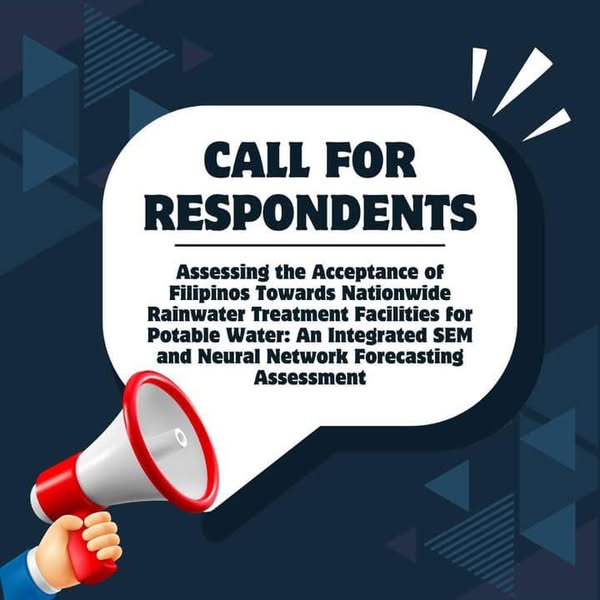 CALL FOR
RESPONDENTS
Assessing the Acceptance of
Filipinos Towards Nationwide
Rainwater Treatment Facilities for
Potable Water: An Integrated SEM
and Neural Network Forecasting
Assessment